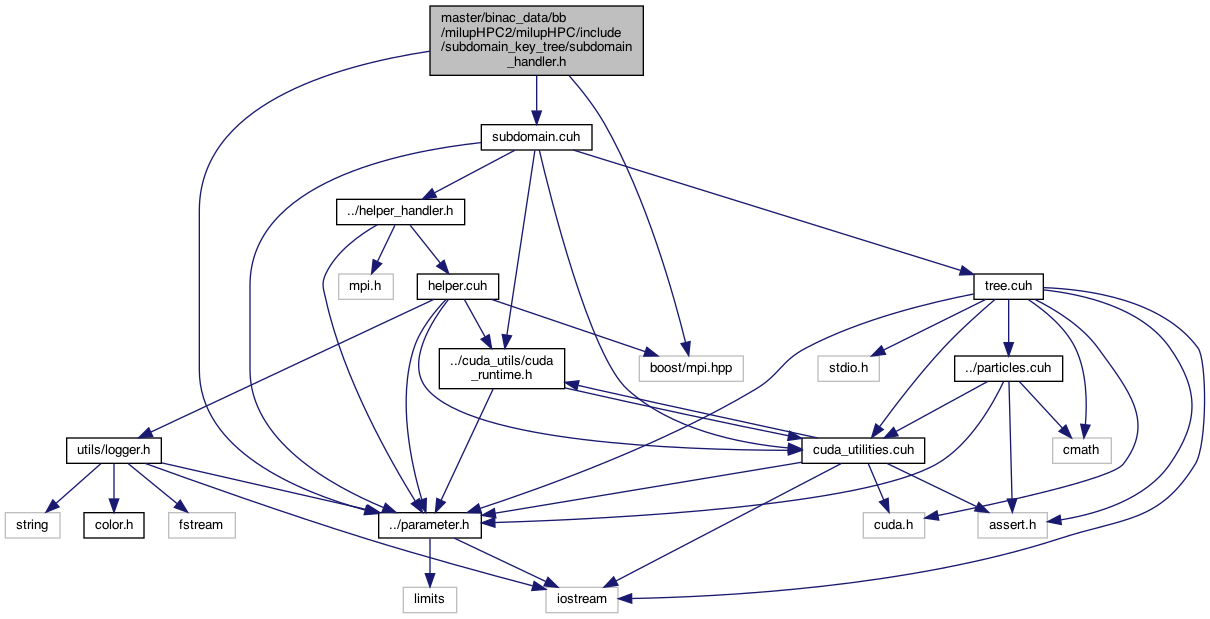 master/binac_data/bb
/milupHPC2/milupHPC/include
/subdomain_key_tree/subdomain
_handler.h
subdomain.cuh
../helper_handler.h
mpi.h
helper.cuh
tree.cuh
../cuda_utils/cuda
_runtime.h
boost/mpi.hpp
stdio.h
../particles.cuh
utils/logger.h
cuda_utilities.cuh
cmath
string
color.h
fstream
../parameter.h
cuda.h
assert.h
limits
iostream